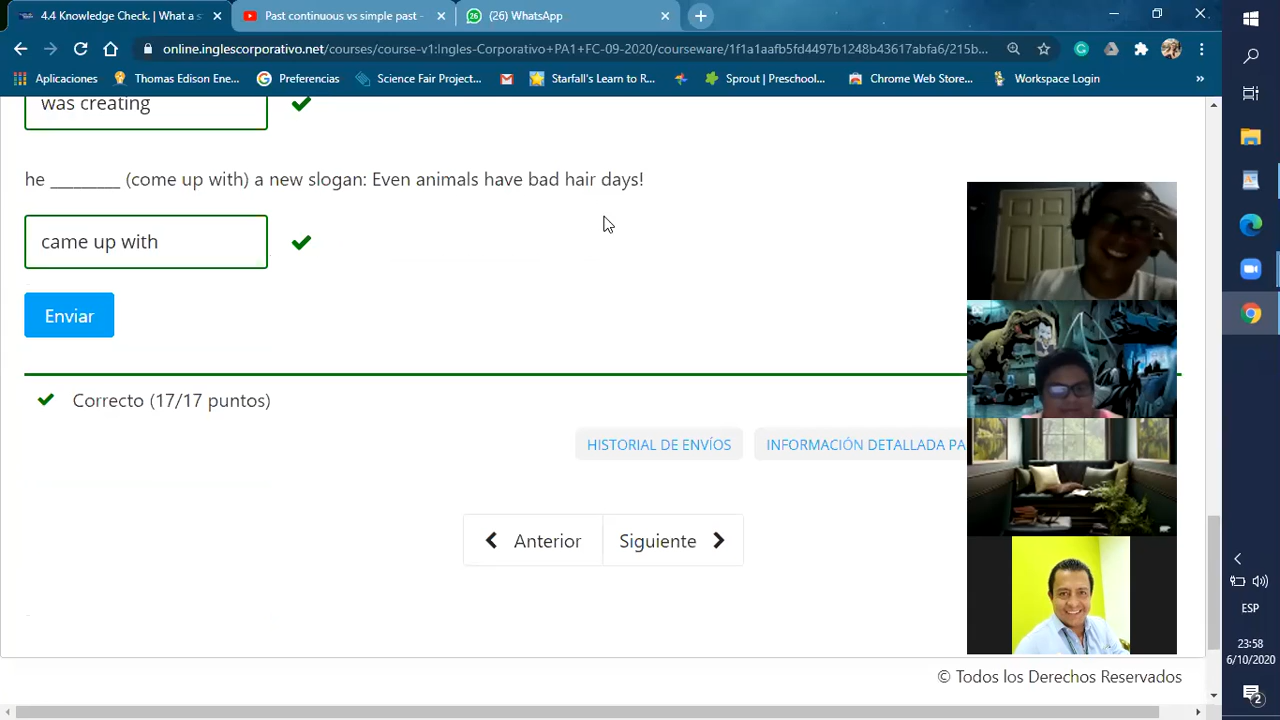 4.4 Knowledge Check. | What a s
Past continuous vs simple past -
(26) WhatsApp
online.inglescorporativo.net/courses/course-v1:Ingles-Corporativo+PA1+FC-09-2020/courseware/1f1a1aafb5fd4497b1248b43617abfa6/215b...
Aplicaciones
Thomas Edison Ene...
Preferencias
Science Fair Project...
Starfall's Learn to R...
Sprout | Preschool...
Chrome Web Store...
Workspace Login
»
was creating
he _________ (come up with) a new slogan: Even animals have bad hair days!
came up with
Enviar
Correcto (17/17 puntos)
HISTORIAL DE ENVÍOS
INFORMACIÓN DETALLADA PA
Anterior
Siguiente
© Todos los Derechos Reservados
ESP
23:58
6/10/2020
2